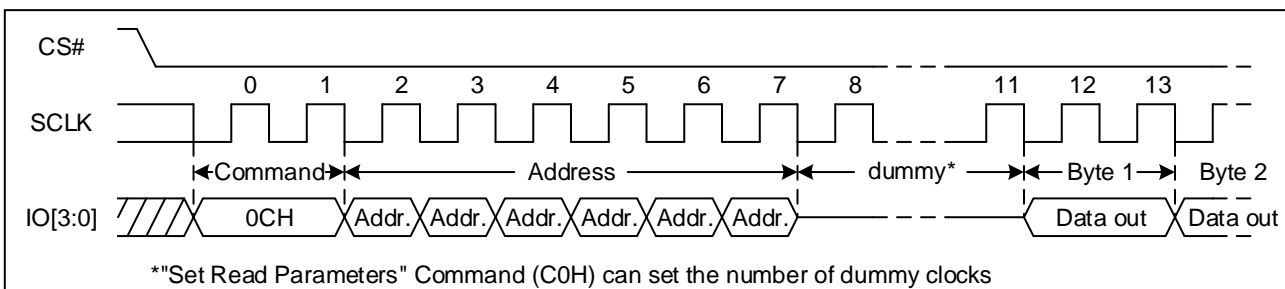 CS#
0 1 2 3 4 5 6 7 8 11 12 13
SCLK
Command Address dummy* Byte 1 Byte 2
IO[3:0] 0CH Addr. Addr. Addr. Addr. Addr. Addr. Data out Data out
*"Set Read Parameters" Command (C0H) can set the number of dummy clocks